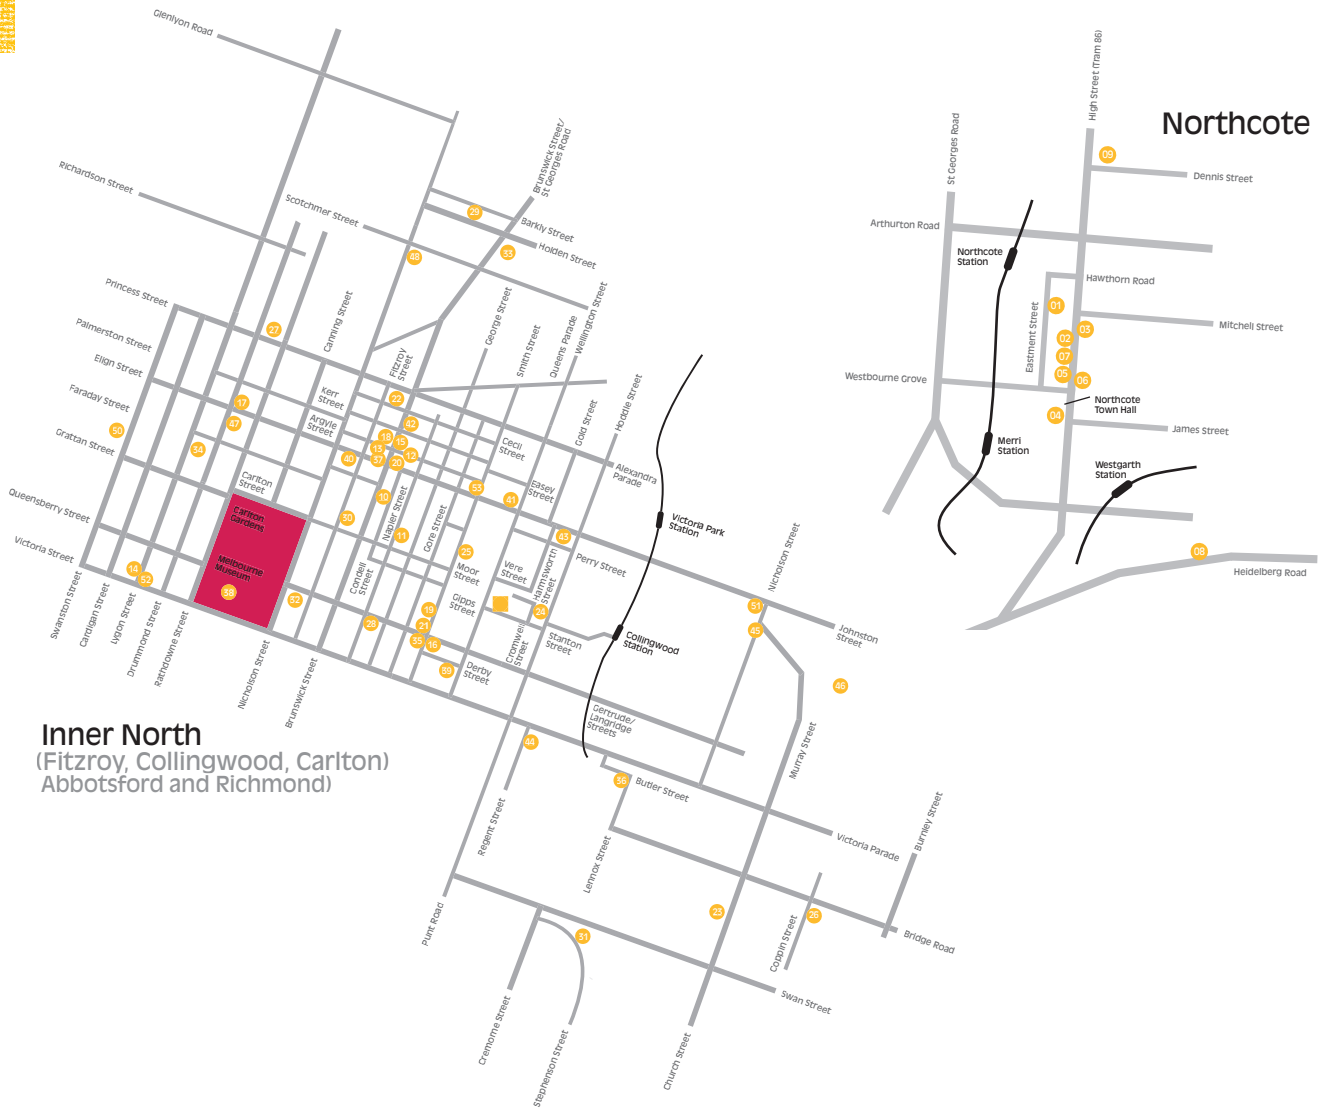 Glenlyon Road
Richardson Street
Scotchmer Street
Brunswick Street/
St Georges Road
29
Barkly Street
Holden Street
33
48
Princess Street
Palmerston Street
Elign Street
Faraday Street
Grattan Street
Queensberry Street
Victoria Street
27
Canning Street
Fitzroy
Street
George Street
Smith Street
Queens Parade
Wellington Street
Kerr
Street
Argyle
Street
22
42
17
47
50
34
18
15
13
12
40
37
20
Cecil
Street
Gold Street
Hoddle Street
Alexandra
Parade
Carlton
Street
Carlton
Gardens
Melbourne
Museum
38
10
53
41
Easey
Street
30
Napier Street
11
Gore Street
43
Perry Street
25
Moor
Street
Vere
Street
Harmsworth
Street
Condell
Street
Gipps
Street
14
52
32
28
19
21
35
16
24
89
Cromwell
Street
Stanton
Street
Derby
Street
Victoria Park
Station
Collingwood
Station
Nicholson Street
51
45
Johnston
Street
46
Swanston Street
Cardigan Street
Lygon Street
Drummond Street
Rathdowne Street
Nicholson Street
Brunswick Street
Gertrude/
Langridge
Streets
Murray Street
44
36
Butler Street
Regent Street
Lennox Street
Victoria Parade
Burnley Street
Punt Road
31
23
Coppin Street
26
Bridge Road
Swan Street
Cremorne Street
Stephenson Street
Church Street
Inner North
(Fitzroy, Collingwood, Carlton)
Abbotsford and Richmond)
Northcote
High Street (Tram 86)
St Georges Road
09
Dennis Street
Arthurton Road
Northcote
Station
Hawthorn Road
Eastment Street
01
03
Mitchell Street
02
07
05
06
Westbourne Grove
Northcote
Town Hall
04
James Street
Merri
Station
Westgarth
Station
08
Heidelberg Road